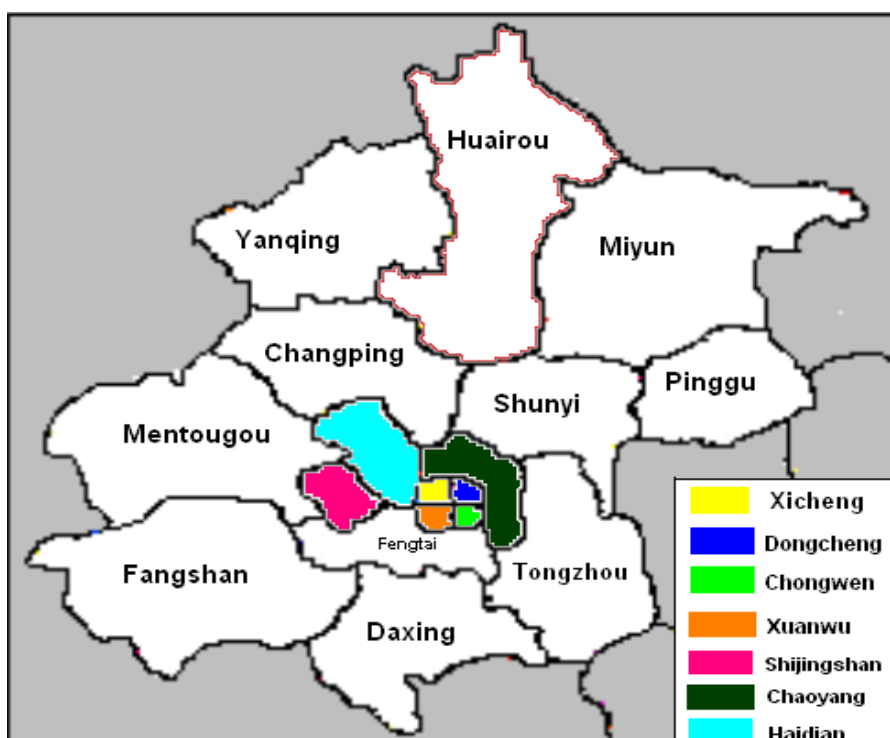 Huairou
Yanqing
Miyun
Changping
Pinggu
Shunyi
Mentougou
Fengtai
Fangshan
Tongzhou
Daxing
Xicheng
Dongcheng
Chongwen
Xuanwu
Shijingshan
Chaoyang
Haidian